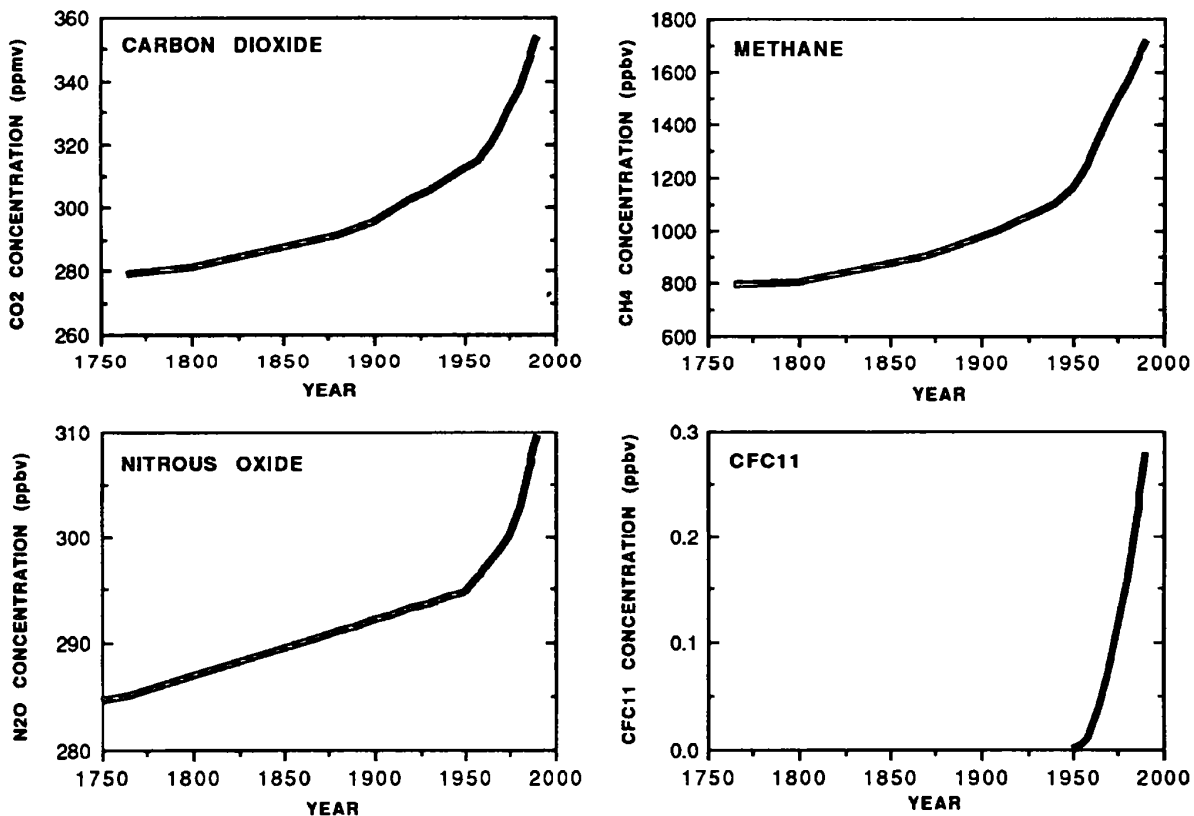 CARBON DIOXIDE
CO2 CONCENTRATION (ppmv)
360
340
320
300
280
260
1750 1800 1850 1900 1950 2000
YEAR
METHANE
CH4 CONCENTRATION (ppbv)
1800
1600
1400
1200
1000
800
600
1750 1800 1850 1900 1950 2000
YEAR
NITROUS OXIDE
N2O CONCENTRATION (ppbv)
310
300
290
280
1750 1800 1850 1900 1950 2000
YEAR
CFC11
CFC11 CONCENTRATION (ppbv)
0.3
0.2
0.1
0.0
1750 1800 1850 1900 1950 2000
YEAR